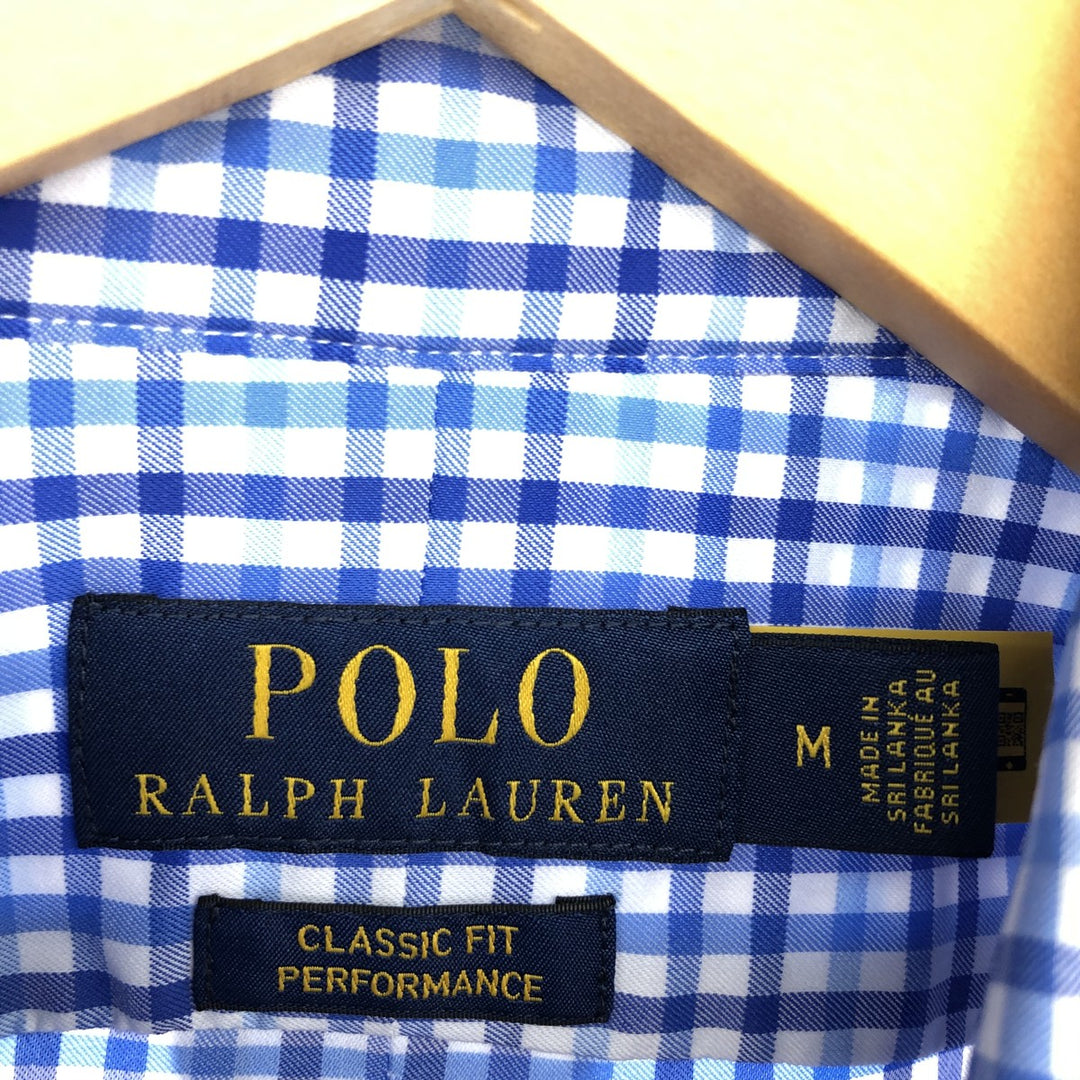 POLO
RALPH LAUREN
M
MADE IN
SRI LANKA
FABRIQUÉ AU
SRI LANKA
CLASSIC FIT
PERFORMANCE